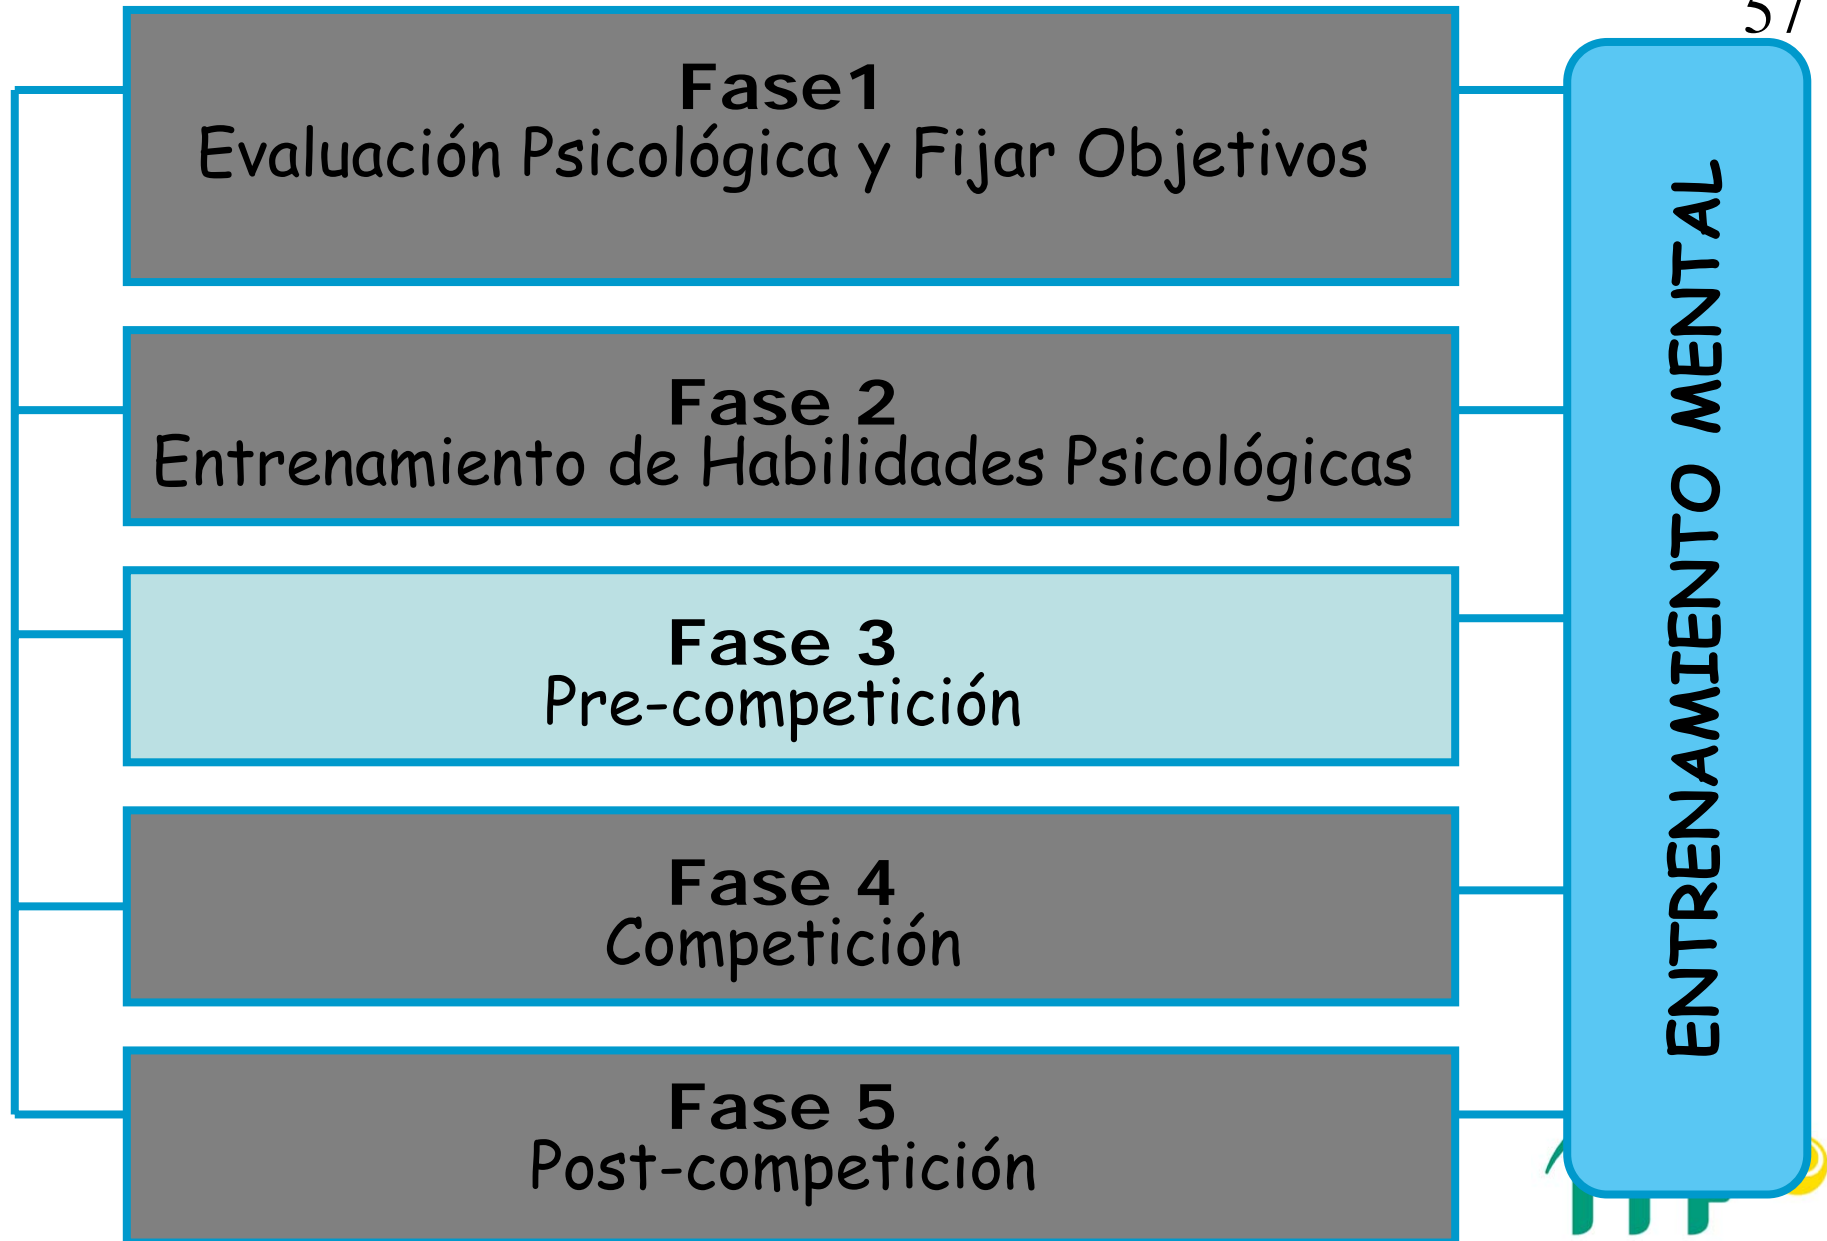 57
Fase1
Evaluación Psicológica y Fijar Objetivos
Fase 2
Entrenamiento de Habilidades Psicológicas
Fase 3
Pre-competición
Fase 4
Competición
Fase 5
Post-competición
ENTRENAMIENTO MENTAL